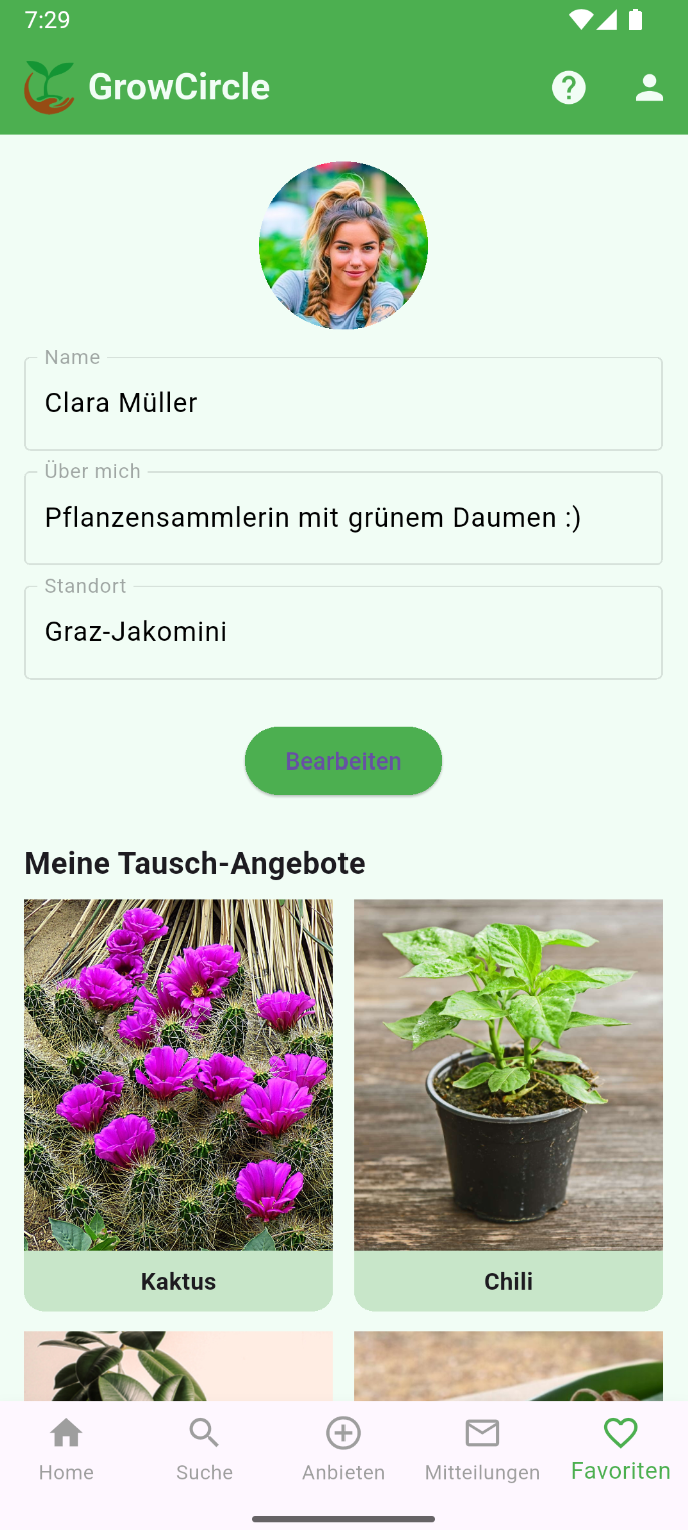 7:29
GrowCircle
Name
Clara Müller
Über mich
Pflanzensammlerin mit grünem Daumen :)
Standort
Graz-Jakomini
Bearbeiten
Meine Tausch-Angebote
Kaktus Chili
Home Suche Anbieten Mitteilungen Favoriten